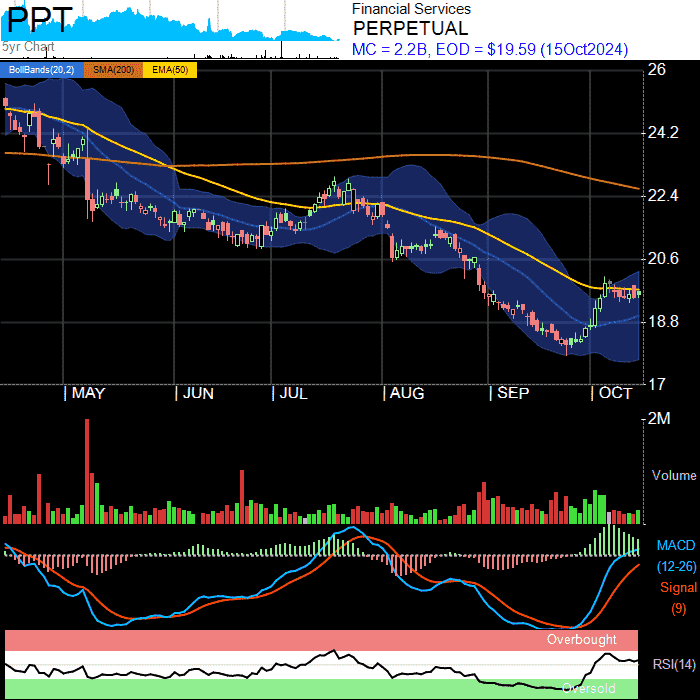 PPT
5yr Chart
Financial Services
PERPETUAL
MC = 2.2B, EOD = $19.59 (15Oct2024)
BollBands(20,2) SMA(200) EMA(50)
26
24.2
22.4
20.6
18.8
17
MAY JUN JUL AUG SEP OCT
2M
Volume
MACD
(12-26)
Signal
(9)
Overbought
RSI(14)
Oversold